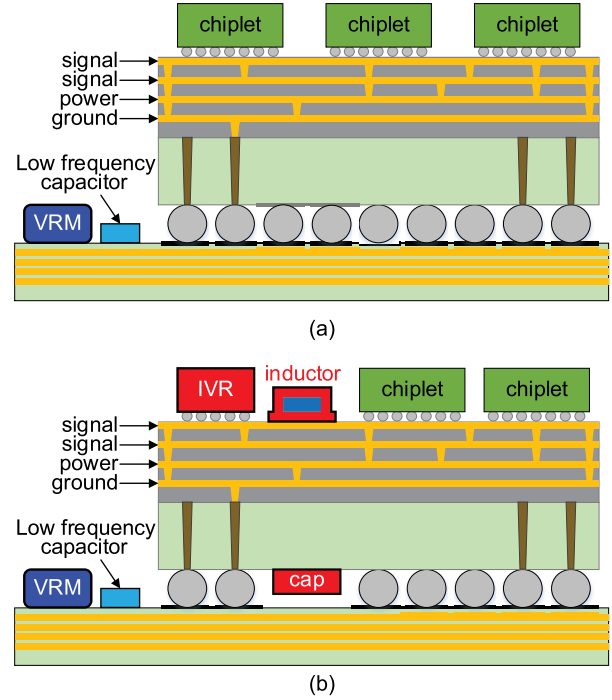 chiplet chiplet chiplet
signal
signal
power
ground
Low frequency
capacitor
VRM
(a)
IVR inductor chiplet chiplet
signal
signal
power
ground
Low frequency
capacitor
VRM cap
(b)